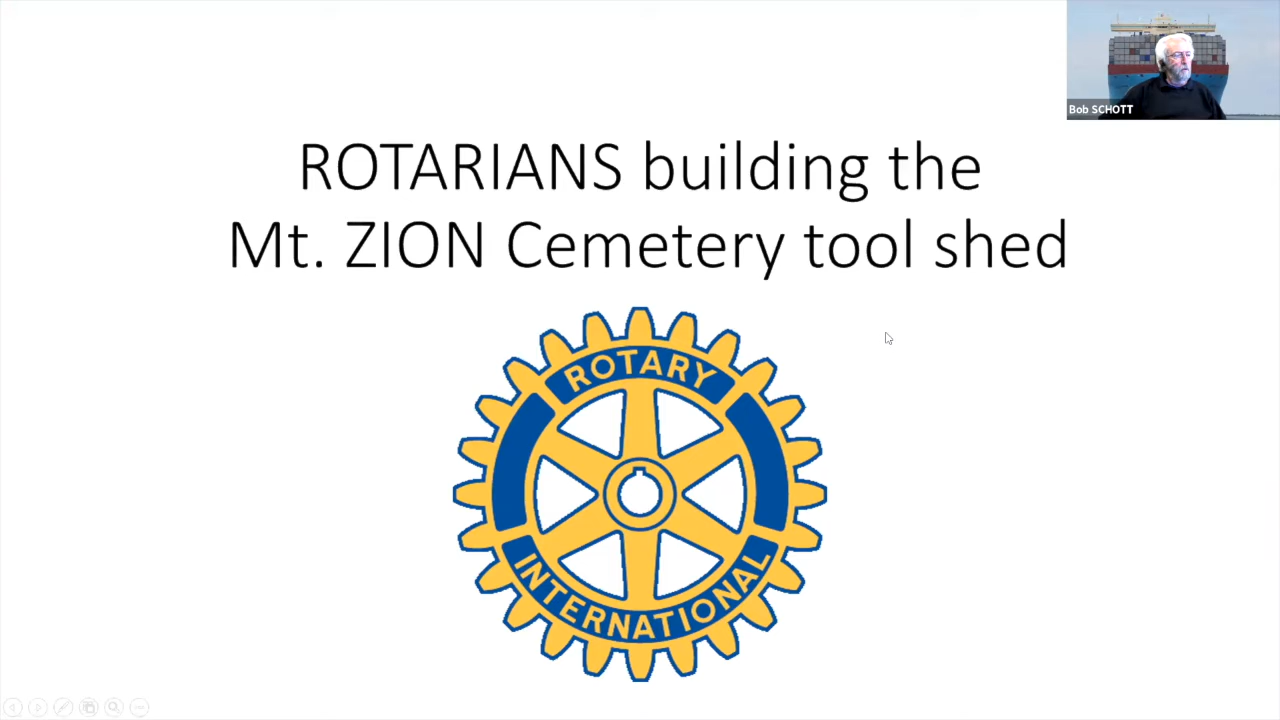 Bob SCHOTT
ROTARIANS building the
Mt. ZION Cemetery tool shed
ROTARY
INTERNATIONAL